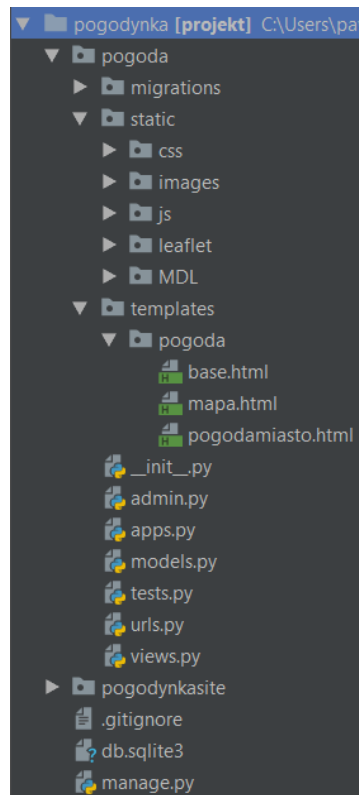 pogodynka [projekt] C:\Users\pa
pogoda
migrations
static
css
images
js
leaflet
MDL
templates
pogoda
base.html
mapa.html
pogodamiasto.html
__init__.py
admin.py
apps.py
models.py
tests.py
urls.py
views.py
pogodynkasite
.gitignore
db.sqlite3
manage.py